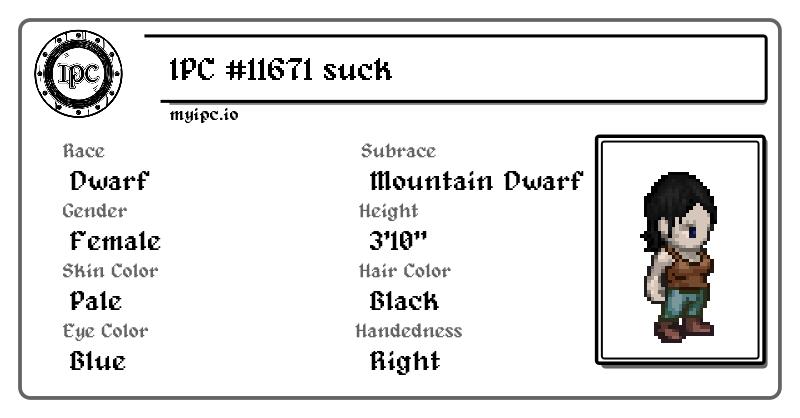 IPC
IPC #11671 suck
myipc.io
Race
Dwarf
Subrace
Mountain Dwarf
Gender
Female
Height
3'10"
Skin Color
Pale
Hair Color
Black
Eye Color
Blue
Handedness
Right